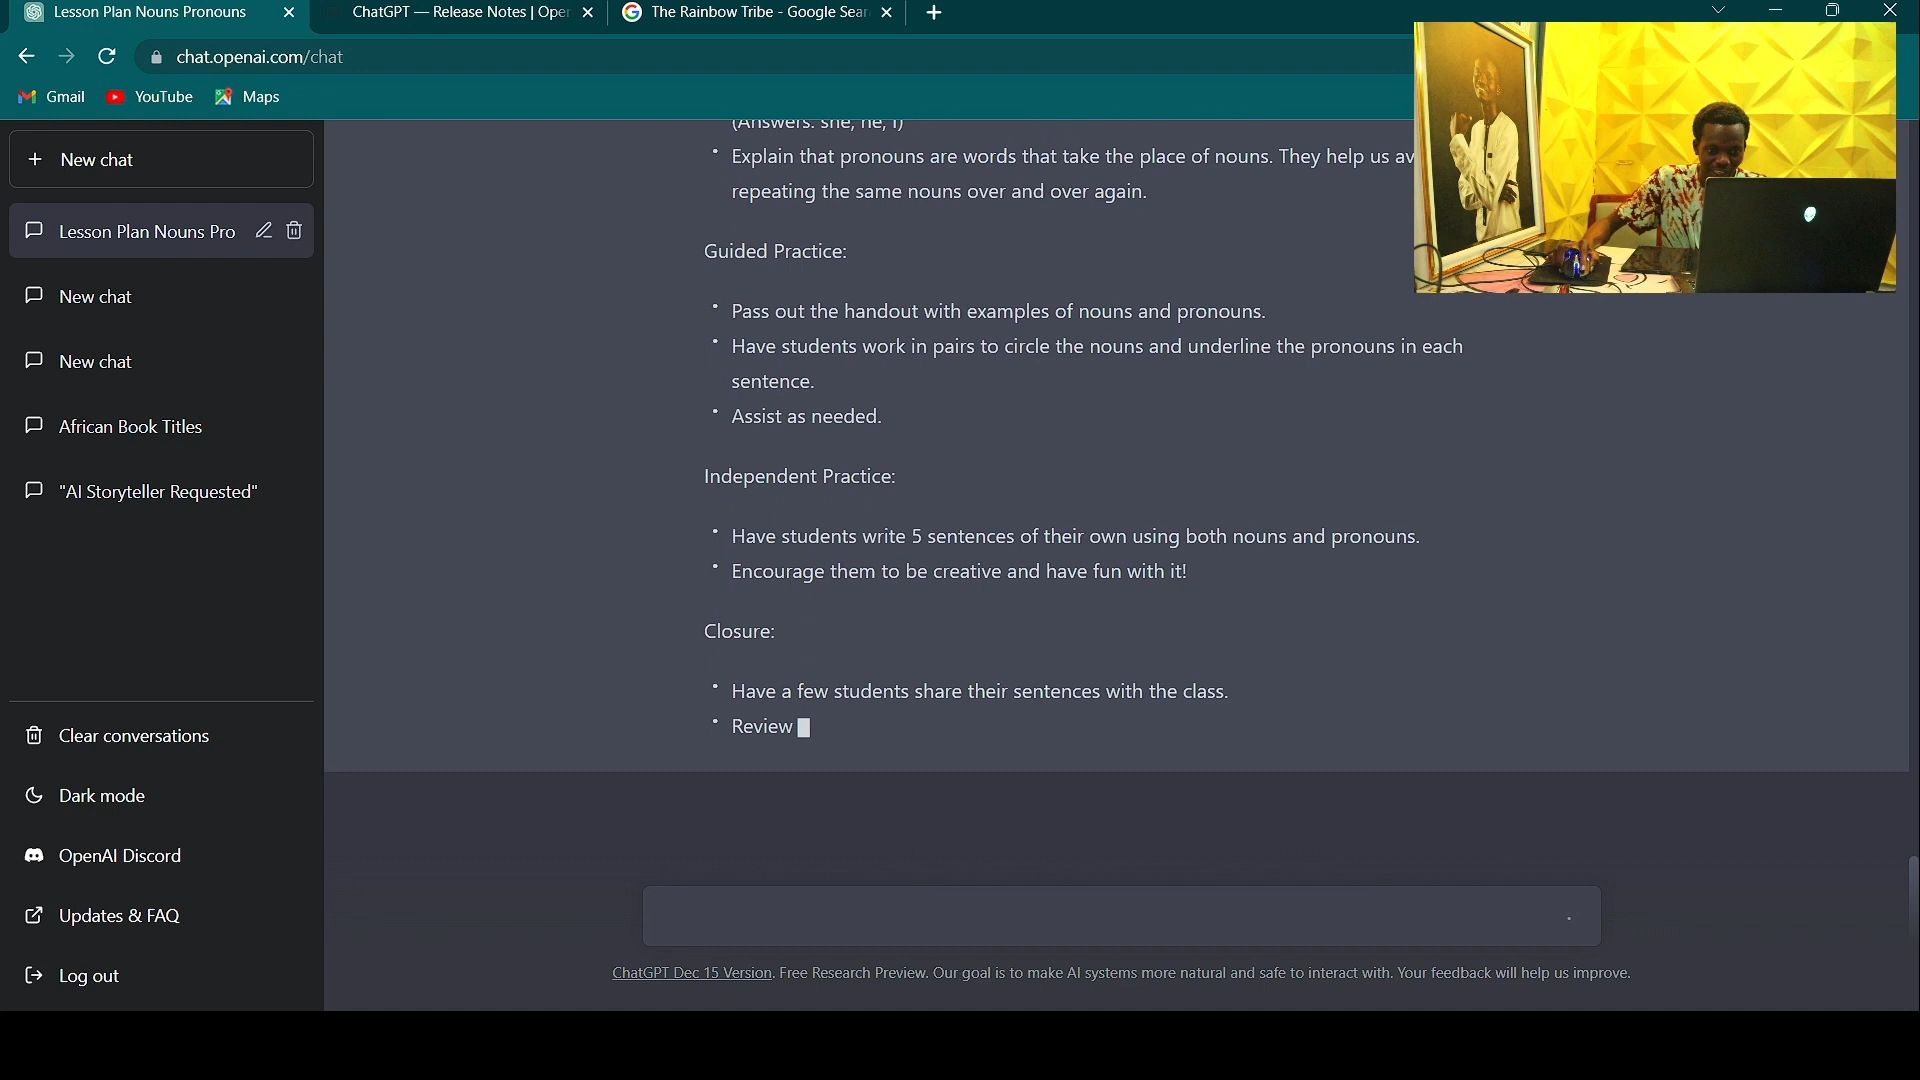 Lesson Plan Nouns Pronouns
ChatGPT — Release Notes | Oper
The Rainbow Tribe - Google Sear
chat.openai.com/chat
Gmail
YouTube
Maps
New chat
Lesson Plan Nouns Pro
New chat
New chat
African Book Titles
"AI Storyteller Requested"
Clear conversations
Dark mode
OpenAI Discord
Updates & FAQ
Log out
(Answers: she, he, I)
Explain that pronouns are words that take the place of nouns. They help us av
repeating the same nouns over and over again.
Guided Practice:
Pass out the handout with examples of nouns and pronouns.
Have students work in pairs to circle the nouns and underline the pronouns in each
sentence.
Assist as needed.
Independent Practice:
Have students write 5 sentences of their own using both nouns and pronouns.
Encourage them to be creative and have fun with it!
Closure:
Have a few students share their sentences with the class.
Review
ChatGPT Dec 15 Version. Free Research Preview. Our goal is to make AI systems more natural and safe to interact with. Your feedback will help us improve.